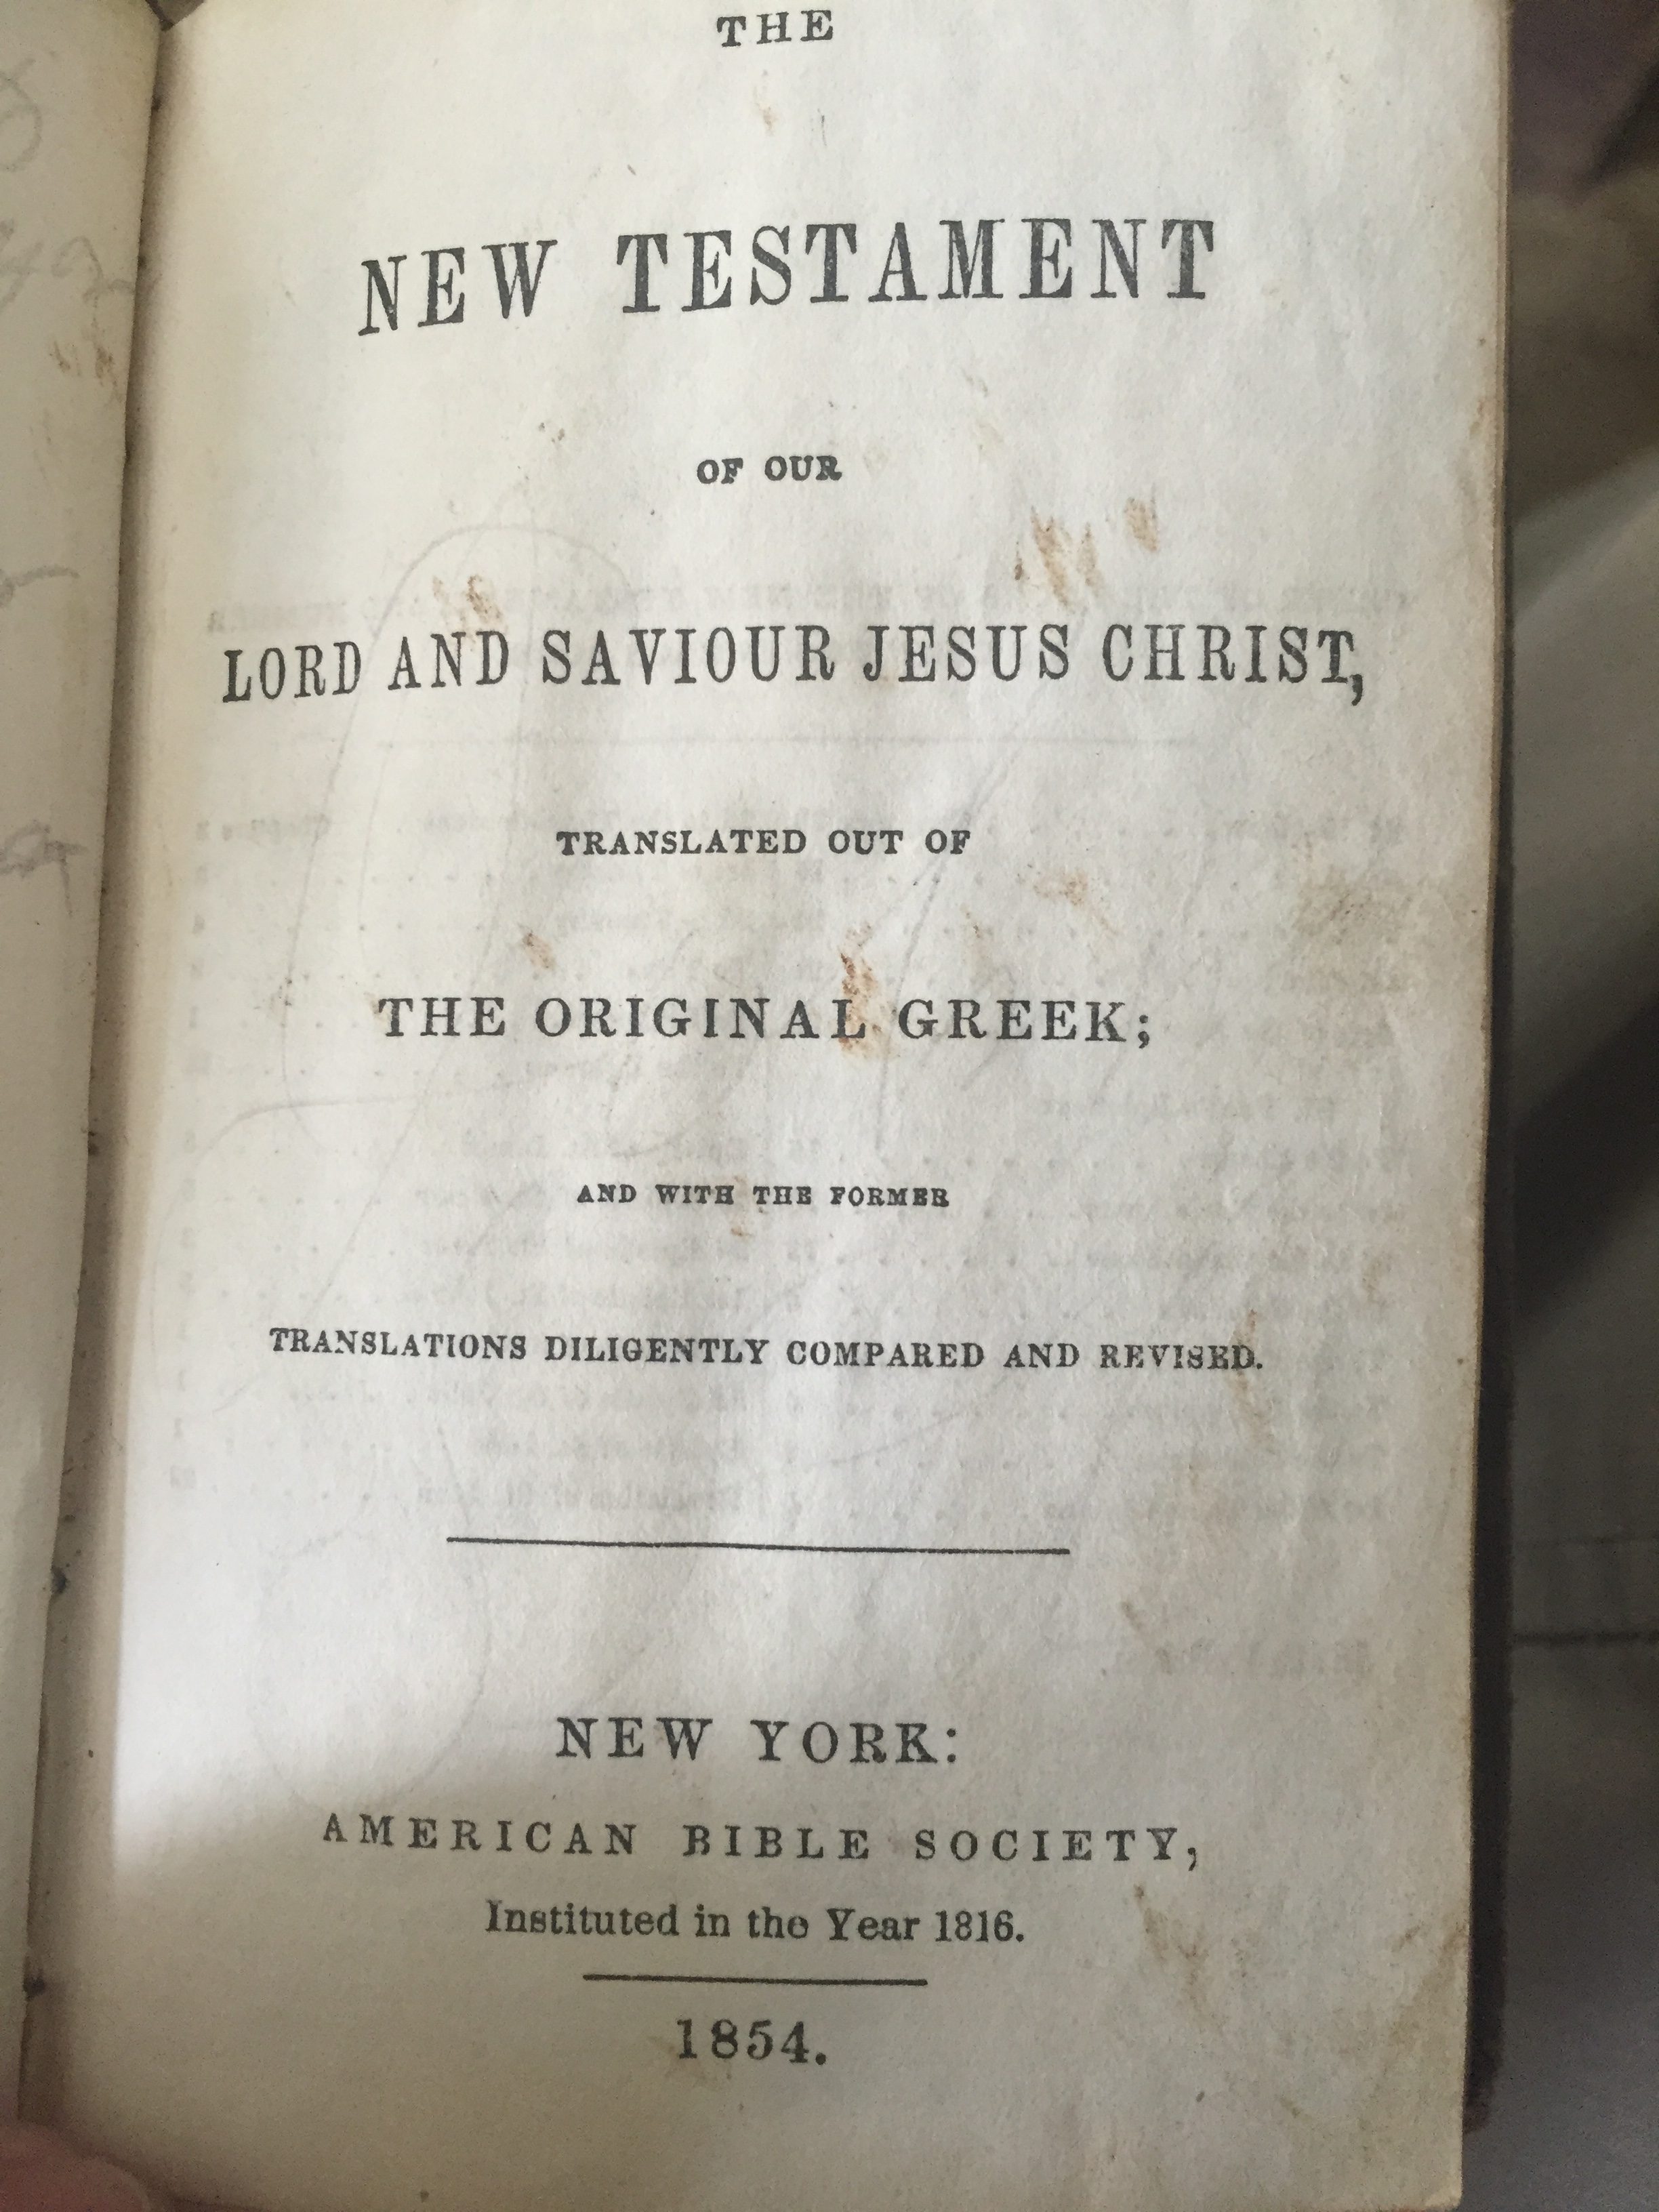 THE
NEW TESTAMENT
OF OUR
LORD AND SAVIOUR JESUS CHRIST,
TRANSLATED OUT OF
THE ORIGINAL GREEK;
AND WITH THE FORMER
TRANSLATIONS DILIGENTLY COMPARED AND REVISED.
NEW YORK:
AMERICAN BIBLE SOCIETY,
Instituted in the Year 1816.
1854.